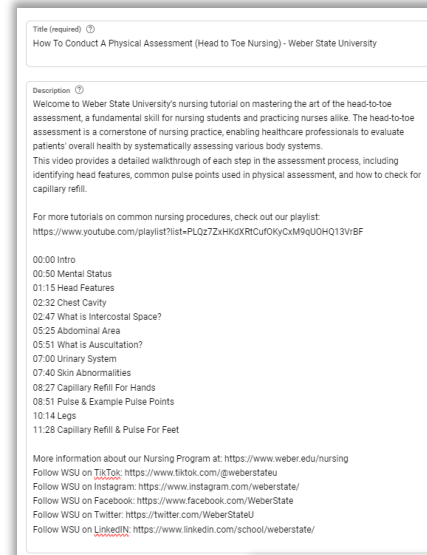 Title (required)
How To Conduct A Physical Assessment (Head to Toe Nursing) - Weber State University
Description
Welcome to Weber State University's nursing tutorial on mastering the art of the head-to-toe
assessment, a fundamental skill for nursing students and practicing nurses alike. The head-to-toe
assessment is a cornerstone of nursing practice, enabling healthcare professionals to evaluate
patients' overall health by systematically assessing various body systems.
This video provides a detailed walkthrough of each step in the assessment process, including
identifying head features, common pulse points used in physical assessment, and how to check for
capillary refill.
For more tutorials on common nursing procedures, check out our playlist:
https://www.youtube.com/playlist?list=PLQz7ZxHKdXRtCufOKyCxM9qUOHQ13VrBF
00:00 Intro
00:50 Mental Status
01:15 Head Features
02:32 Chest Cavity
02:47 What is Intercostal Space?
05:25 Abdominal Area
05:51 What is Auscultation?
07:00 Urinary System
07:40 Skin Abnormalities
08:27 Capillary Refill For Hands
08:51 Pulse & Example Pulse Points
10:14 Legs
11:28 Capillary Refill & Pulse For Feet
More information about our Nursing Program at: https://www.weber.edu/nursing
Follow WSU on TikTok: https://www.tiktok.com/@weberstateu
Follow WSU on Instagram: https://www.instagram.com/weberstate/
Follow WSU on Facebook: https://www.facebook.com/WeberState
Follow WSU on Twitter: https://twitter.com/WeberStateU
Follow WSU on LinkedIN: https://www.linkedin.com/school/weberstate/